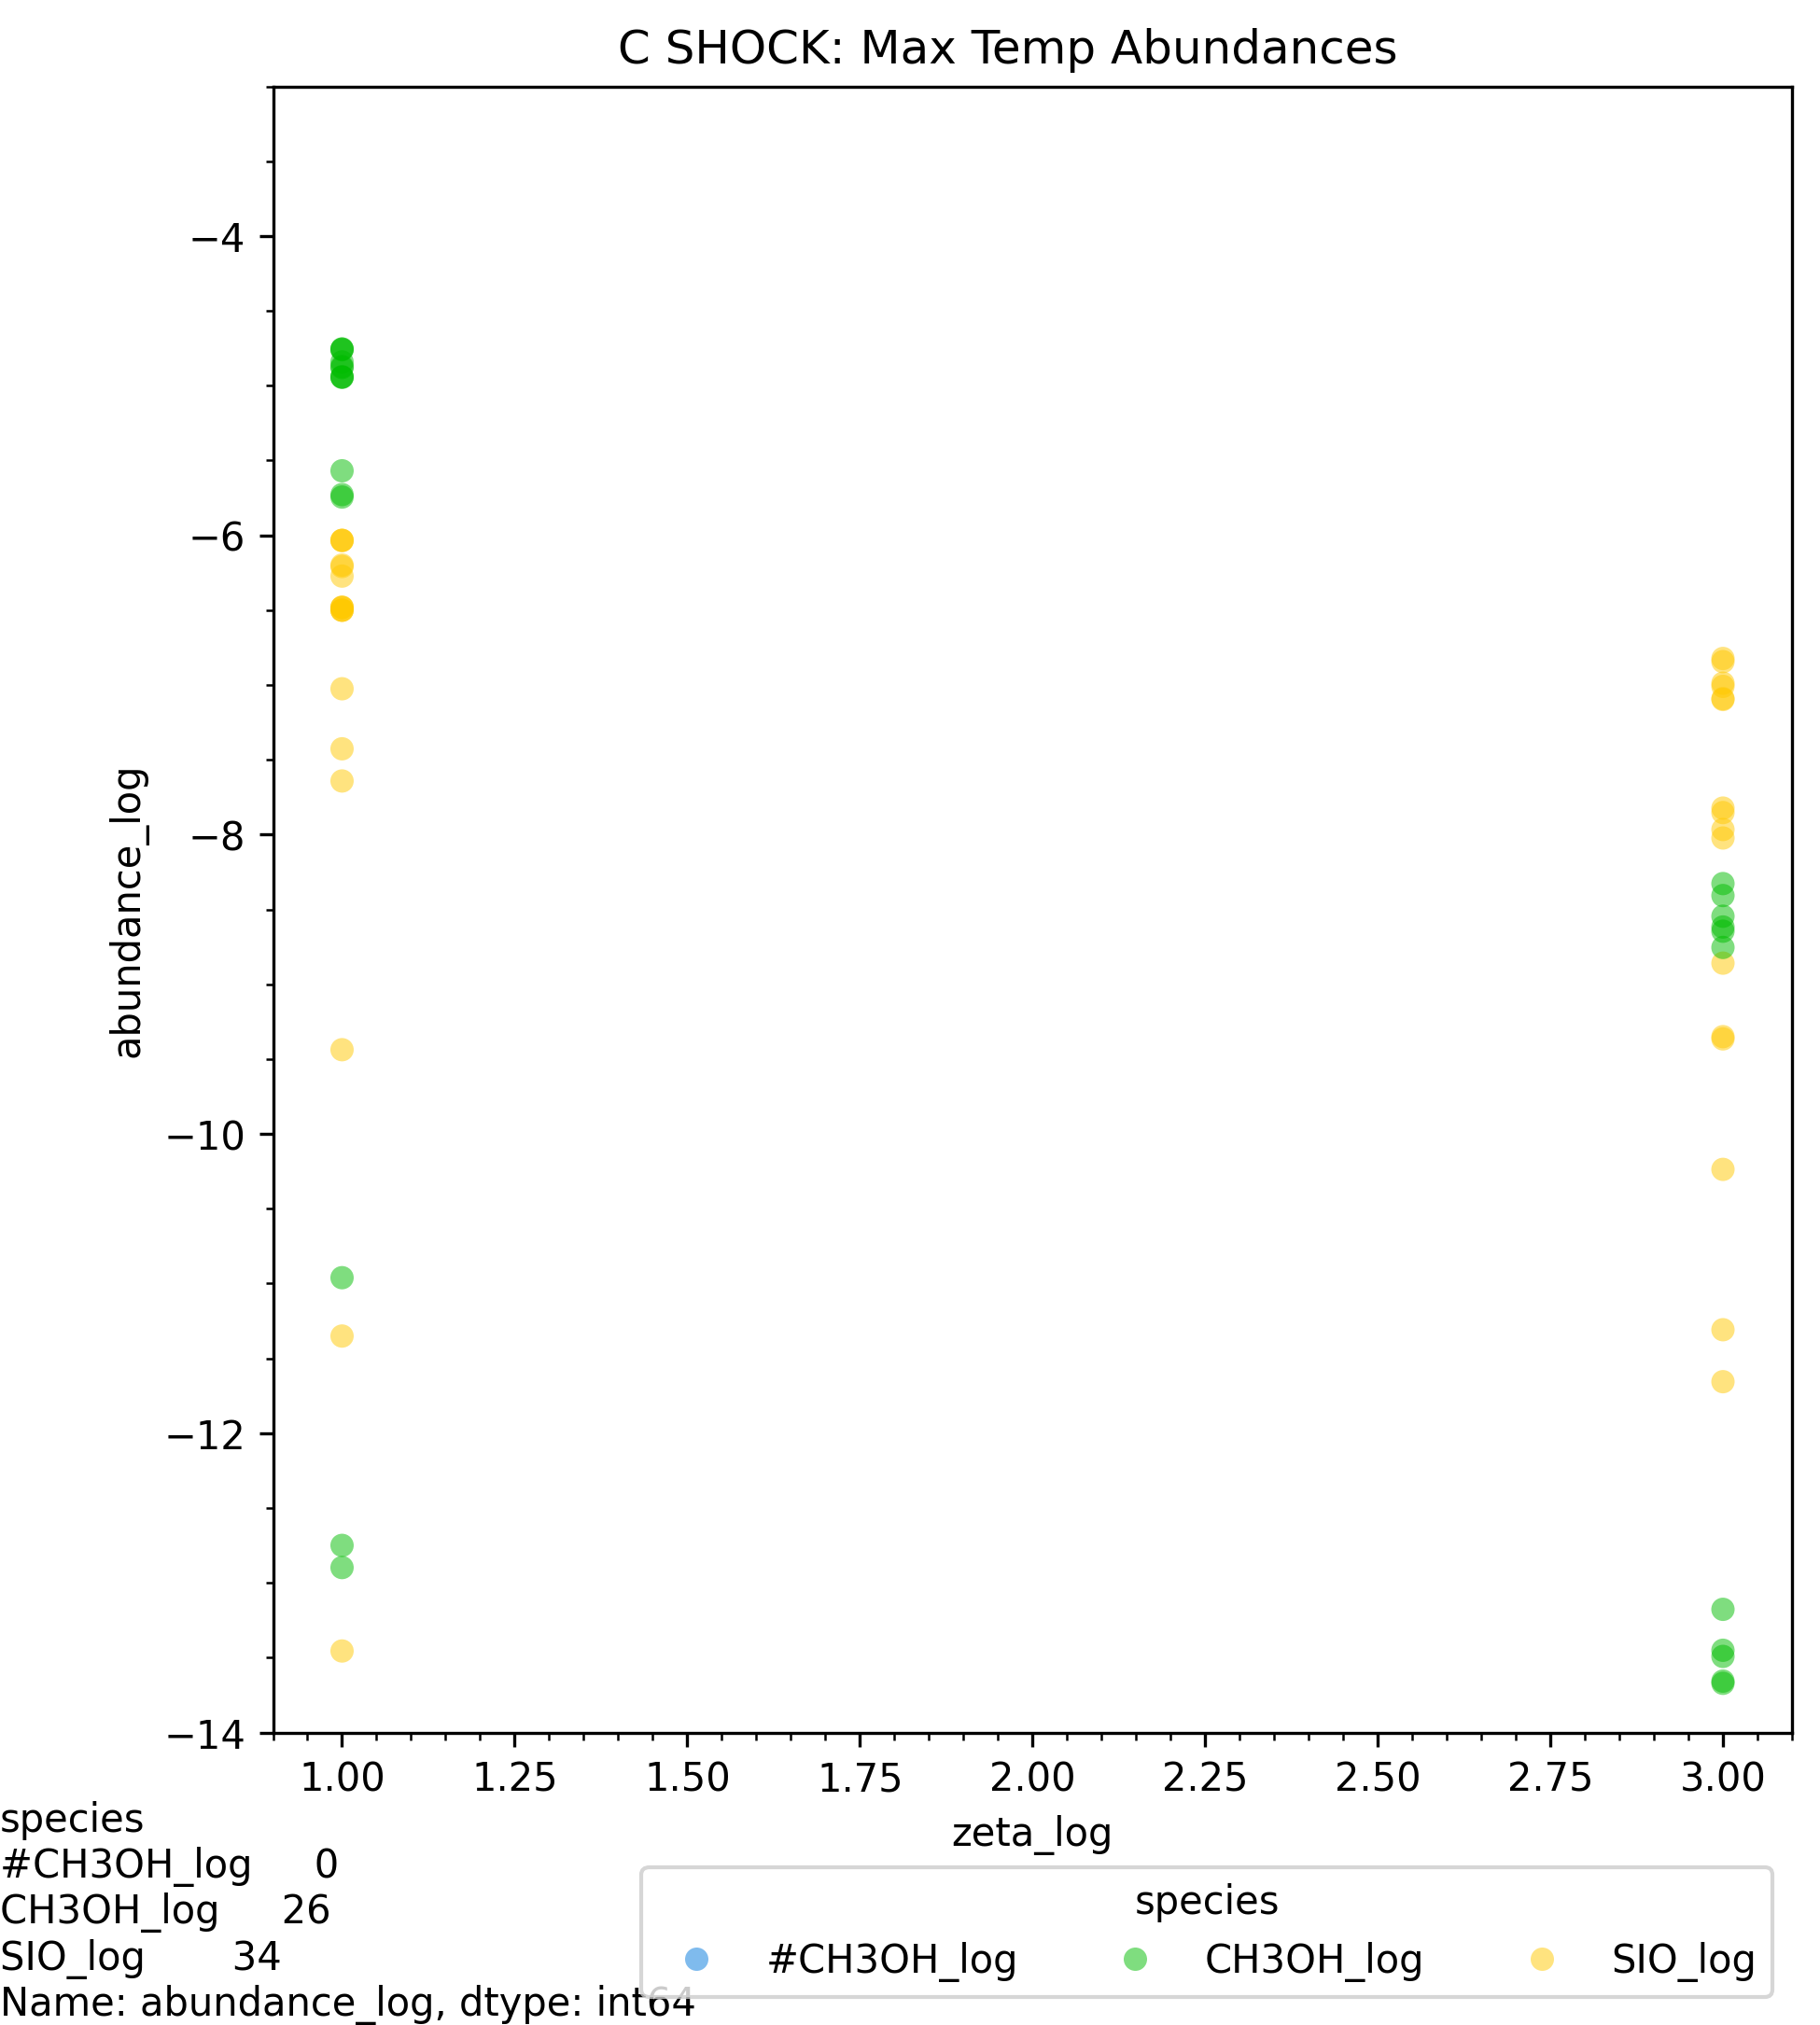 C SHOCK: Max Temp Abundances
−4
−6
−8
−10
−12
−14
abundance_log
1.00 1.25 1.50 1.75 2.00 2.25 2.50 2.75 3.00
zeta_log
species
#CH3OH_log 0
CH3OH_log 26
SIO_log 34
Name: abundance_log, dtype: int64
species
#CH3OH_log CH3OH_log SIO_log